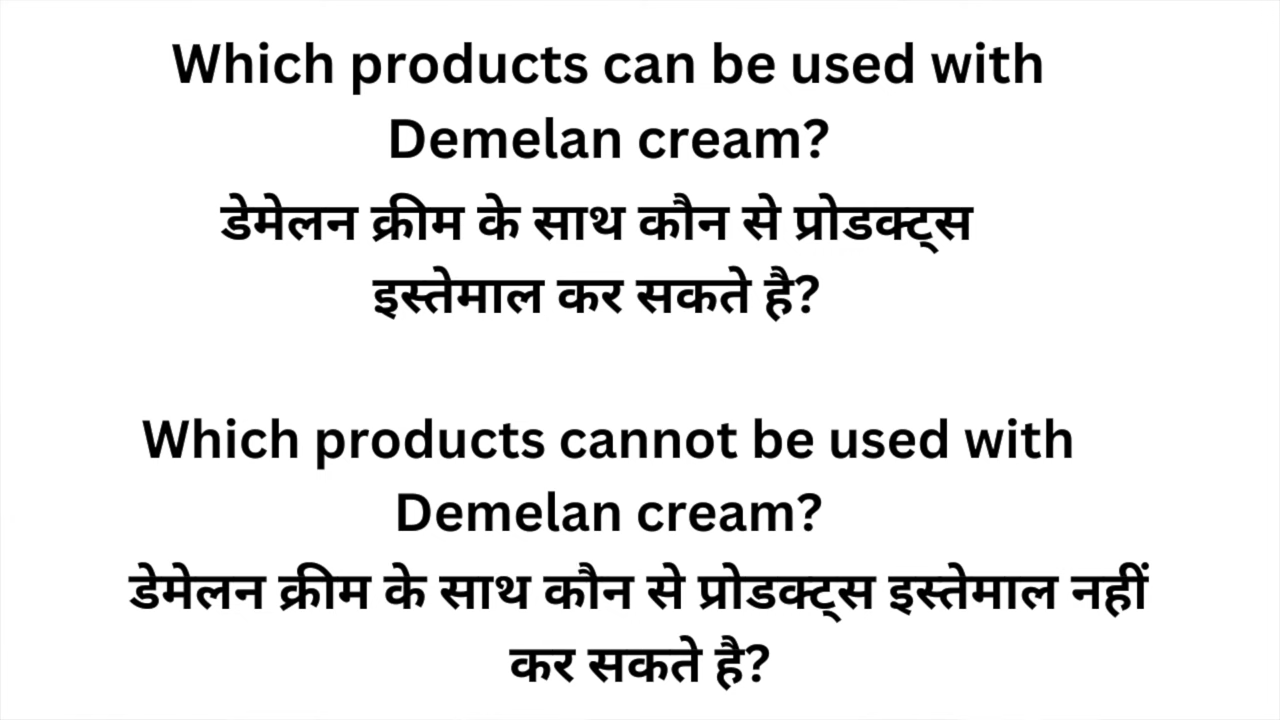 Which products can be used with
Demelan cream?
डेमेलन क्रीम के साथ कौन से प्रोडक्ट्स
इस्तेमाल कर सकते है?
Which products cannot be used with
Demelan cream?
डेमेलन क्रीम के साथ कौन से प्रोडक्ट्स इस्तेमाल नहीं
कर सकते है?